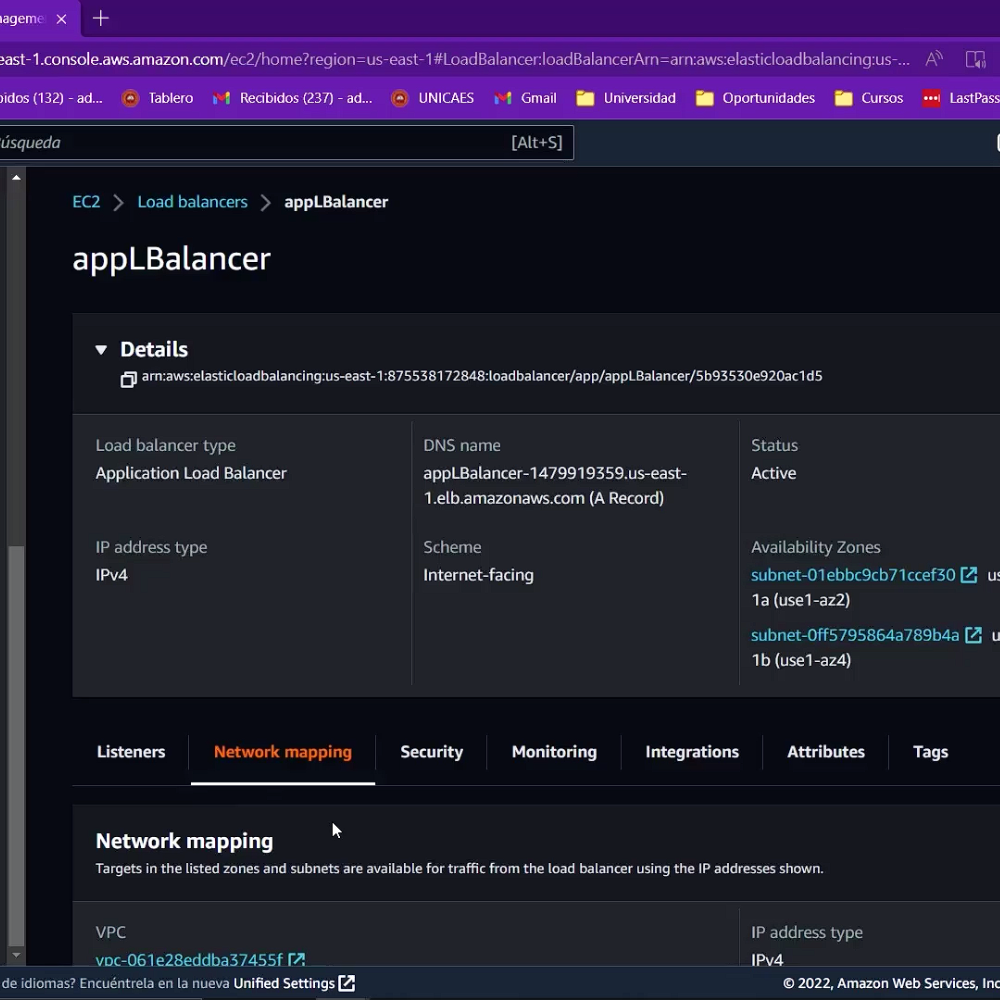 nageme
east-1.console.aws.amazon.com/ec2/home?region=us-east-1#LoadBalancer:loadBalancerArn=arn:aws:elasticloadbalancing:us-...
bidos (132) - ad... Tablero Recibidos (237) - ad... UNICAES Gmail Universidad Oportunidades Cursos LastPass
Búsqueda [Alt+S]
EC2 > Load balancers > appLBalancer
appLBalancer
Details
arn:aws:elasticloadbalancing:us-east-1:875538172848:loadbalancer/app/appLBalancer/5b93530e920ac1d5
Load balancer type
Application Load Balancer
DNS name
appLBalancer-1479919359.us-east-
1.elb.amazonaws.com (A Record)
Status
Active
IP address type
IPv4
Scheme
Internet-facing
Availability Zones
subnet-01ebbc9cb71ccef30 us
1a (use1-az2)
subnet-0ff5795864a789b4a u
1b (use1-az4)
Listeners Network mapping Security Monitoring Integrations Attributes Tags
Network mapping
Targets in the listed zones and subnets are available for traffic from the load balancer using the IP addresses shown.
VPC
vpc-061e28eddba37455f
IP address type
IPv4
de idiomas? Encuéntrela en la nueva Unified Settings © 2022, Amazon Web Services, Inc